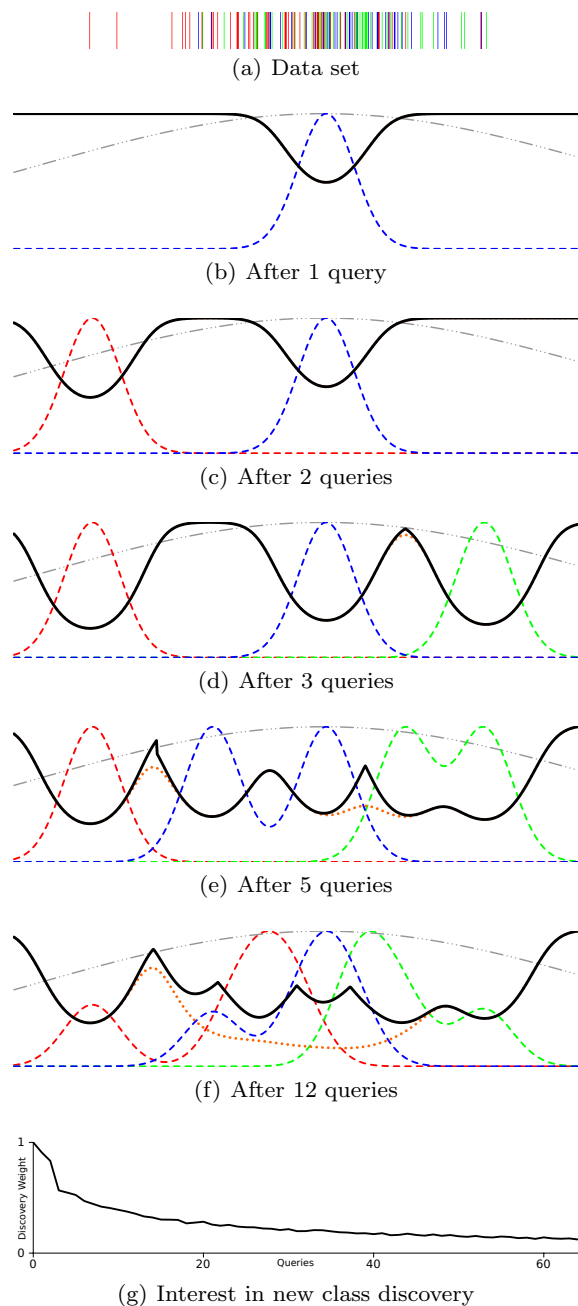 (a) Data set
(b) After 1 query
(c) After 2 queries
(d) After 3 queries
(e) After 5 queries
(f) After 12 queries
1
Discovery Weight
0
0
20
Queries
40
60
(g) Interest in new class discovery